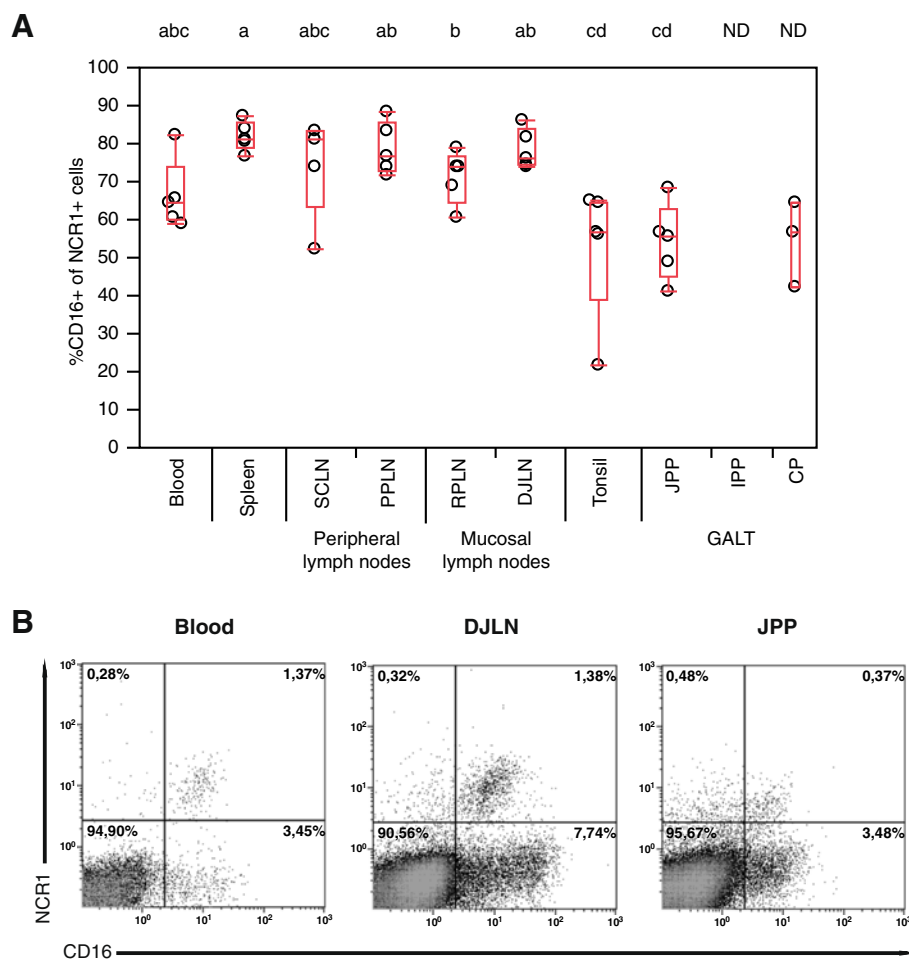 A
abc a abc ab b ab cd cd ND ND
100
90
80
70
60
50
40
30
20
10
0
%CD16+ of NCR1+ cells
Blood Spleen SCLN PPLN RPLN DJLN Tonsil JPP IPP CP
Peripheral lymph nodes
Mucosal lymph nodes
GALT
B
Blood DJLN JPP
10³ 10³ 10³
0,28% 1,37% 0,32% 1,38% 0,48% 0,37%
10² 10² 10²
10¹ 10¹ 10¹
94,90% 3,45% 90,56% 7,74% 95,67% 3,48%
10⁰ 10⁰ 10⁰
10⁰ 10¹ 10² 10³ 10⁰ 10¹ 10² 10³ 10⁰ 10¹ 10² 10³
NCR1
CD16